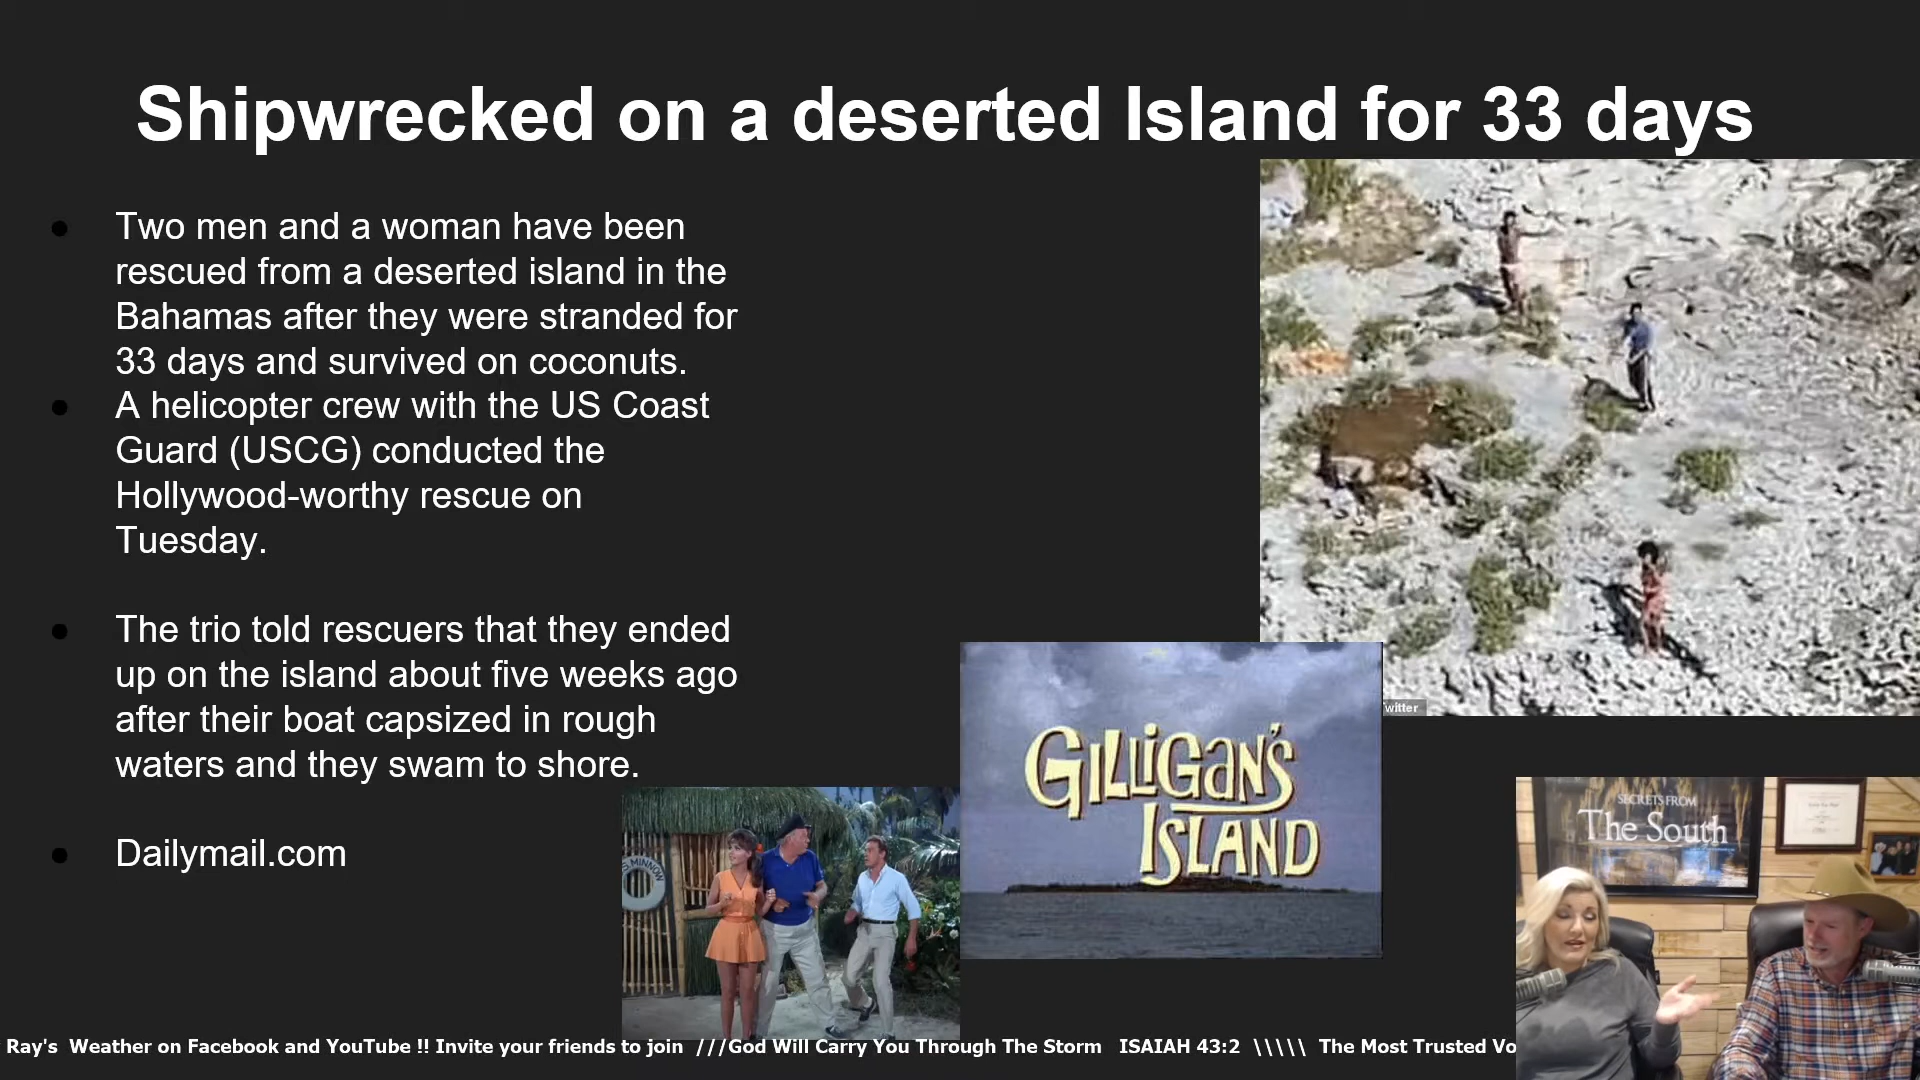 Shipwrecked on a deserted Island for 33 days
Two men and a woman have been
rescued from a deserted island in the
Bahamas after they were stranded for
33 days and survived on coconuts.
A helicopter crew with the US Coast
Guard (USCG) conducted the
Hollywood-worthy rescue on
Tuesday.
The trio told rescuers that they ended
up on the island about five weeks ago
after their boat capsized in rough
waters and they swam to shore.
Dailymail.com
witter
GILLIGAN'S
ISLAND
MINNOW
SECRETS FROM
The South
Ray's Weather on Facebook and YouTube !! Invite your friends to join ///God Will Carry You Through The Storm ISAIAH 43:2 \\\\\ The Most Trusted Vo